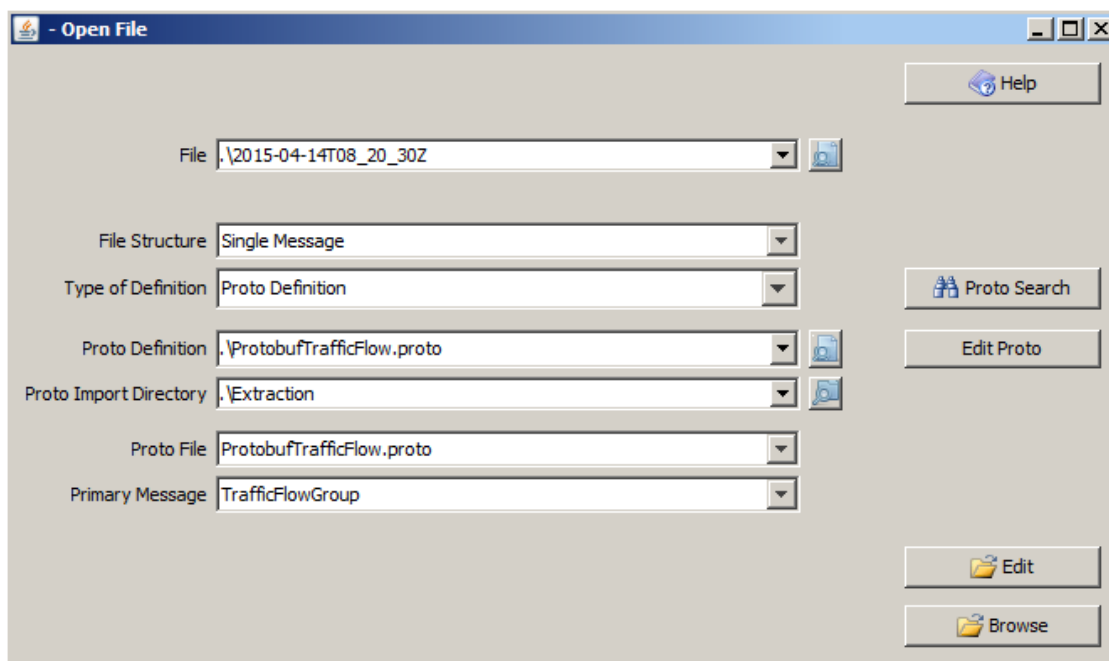 - Open File
Help
File .\2015-04-14T08_20_30Z
File Structure Single Message
Type of Definition Proto Definition Proto Search
Proto Definition .\ProtobufTrafficFlow.proto Edit Proto
Proto Import Directory .\Extraction
Proto File ProtobufTrafficFlow.proto
Primary Message TrafficFlowGroup
Edit
Browse